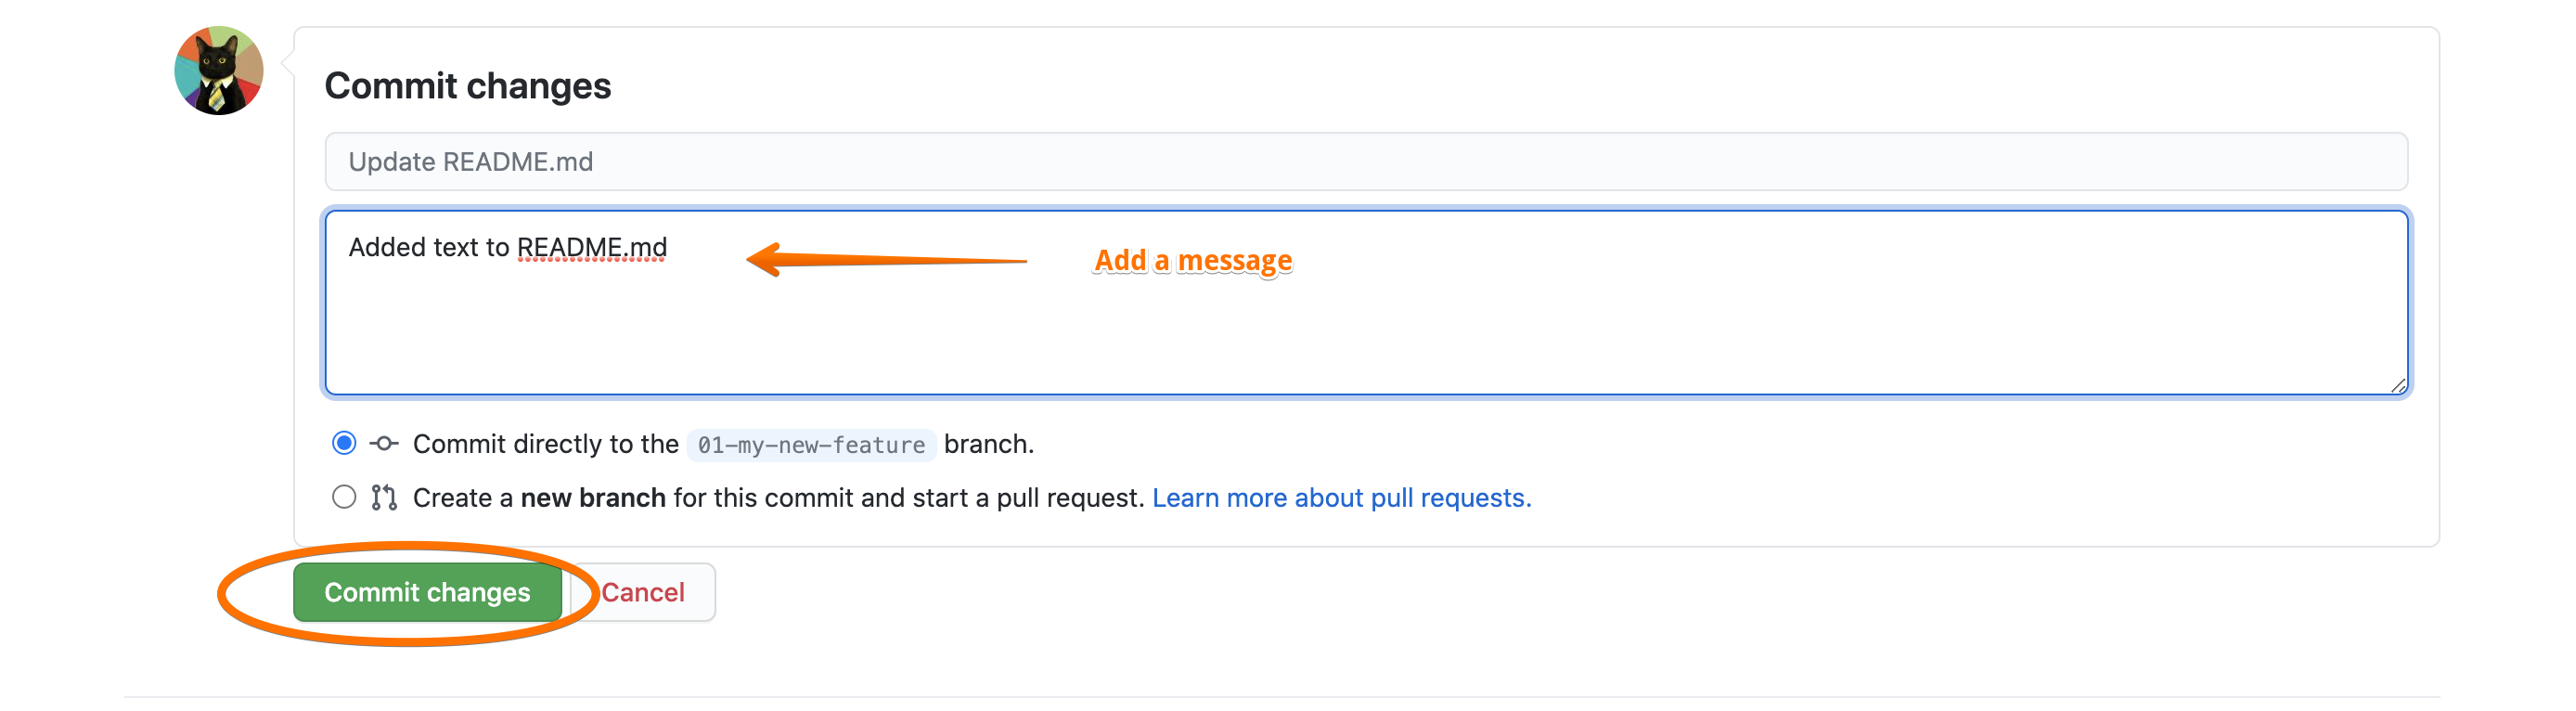 Commit changes
Update README.md
Added text to README.md
Add a message
Commit directly to the 01-my-new-feature branch.
Create a new branch for this commit and start a pull request. Learn more about pull requests.
Commit changes
Cancel